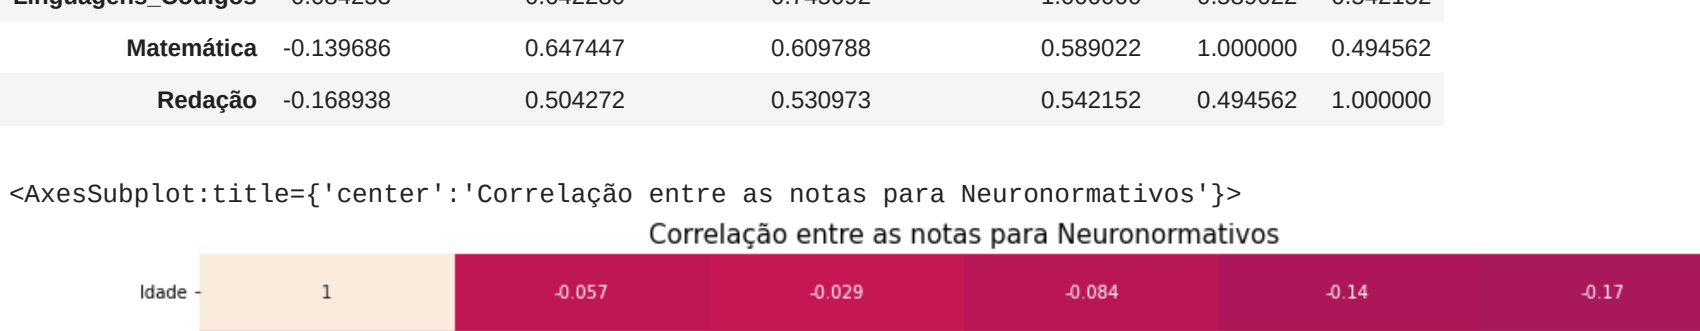 Matemática -0.139686 0.647447 0.609788 0.589022 1.000000 0.494562
Redação -0.168938 0.504272 0.530973 0.542152 0.494562 1.000000
<AxesSubplot:title={'center':'Correlação entre as notas para Neuronormativos'}>
Correlação entre as notas para Neuronormativos
Idade 1 -0.057 -0.029 -0.084 -0.14 -0.17